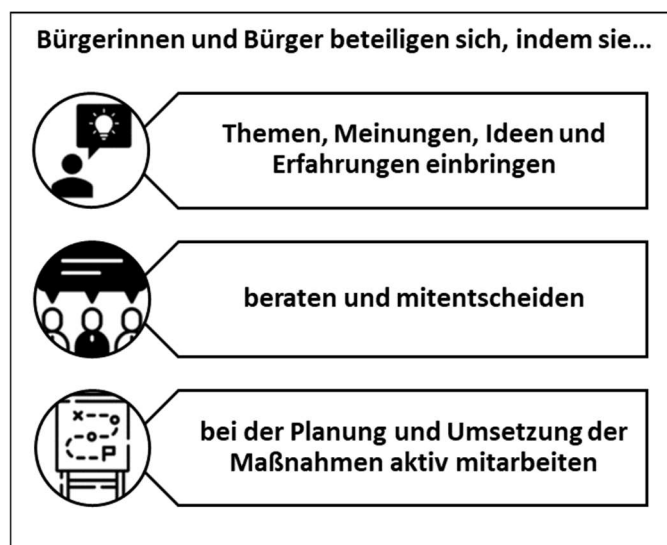 Bürgerinnen und Bürger beteiligen sich, indem sie...
Themen, Meinungen, Ideen und
Erfahrungen einbringen
beraten und mitentscheiden
bei der Planung und Umsetzung der
Maßnahmen aktiv mitarbeiten